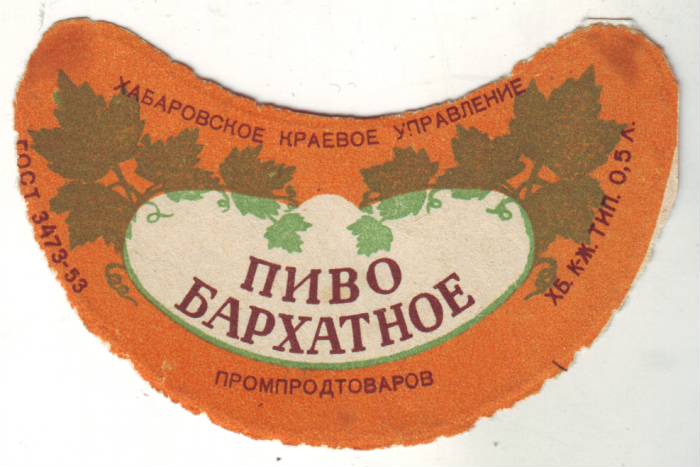 ХАБАРОВСКОЕ КРАЕВОЕ УПРАВЛЕНИЕ
ГОСТ 3473-53
ПИВО
БАРХАТНОЕ
ХБ. К-Ж. ТИП. 0,5 Л.
ПРОМПРОДТОВАРОВ